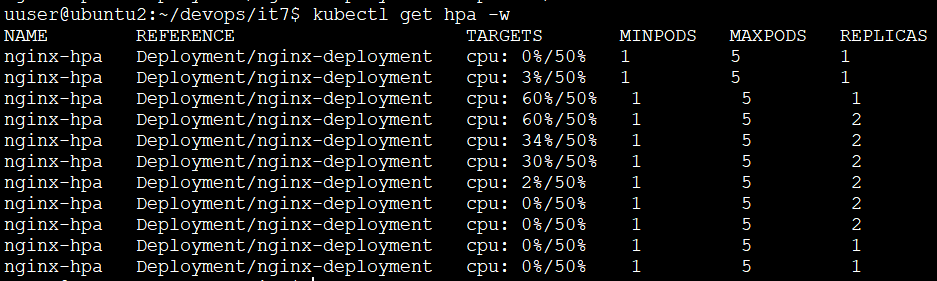 uuser@ubuntu2:~/devops/it7$ kubectl get hpa -w
NAME REFERENCE TARGETS MINPODS MAXPODS REPLICAS
nginx-hpa Deployment/nginx-deployment cpu: 0%/50% 1 5 1
nginx-hpa Deployment/nginx-deployment cpu: 3%/50% 1 5 1
nginx-hpa Deployment/nginx-deployment cpu: 60%/50% 1 5 1
nginx-hpa Deployment/nginx-deployment cpu: 60%/50% 1 5 2
nginx-hpa Deployment/nginx-deployment cpu: 34%/50% 1 5 2
nginx-hpa Deployment/nginx-deployment cpu: 30%/50% 1 5 2
nginx-hpa Deployment/nginx-deployment cpu: 2%/50% 1 5 2
nginx-hpa Deployment/nginx-deployment cpu: 0%/50% 1 5 2
nginx-hpa Deployment/nginx-deployment cpu: 0%/50% 1 5 2
nginx-hpa Deployment/nginx-deployment cpu: 0%/50% 1 5 1
nginx-hpa Deployment/nginx-deployment cpu: 0%/50% 1 5 1